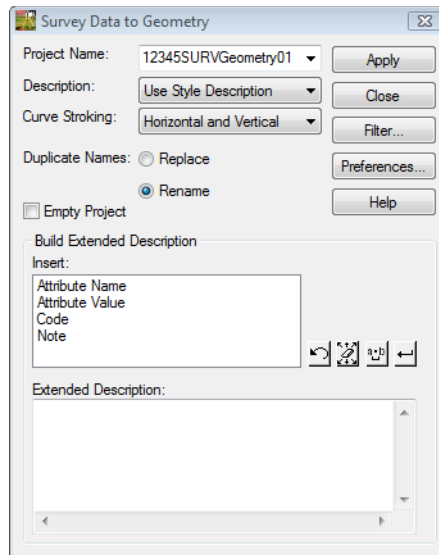 Survey Data to Geometry
Project Name: 12345SURVGeometry01 Apply
Description: Use Style Description Close
Curve Stroking: Horizontal and Vertical Filter...
Duplicate Names: Replace Preferences...
Rename
Empty Project Help
Build Extended Description
Insert:
Attribute Name
Attribute Value
Code
Note
Extended Description: